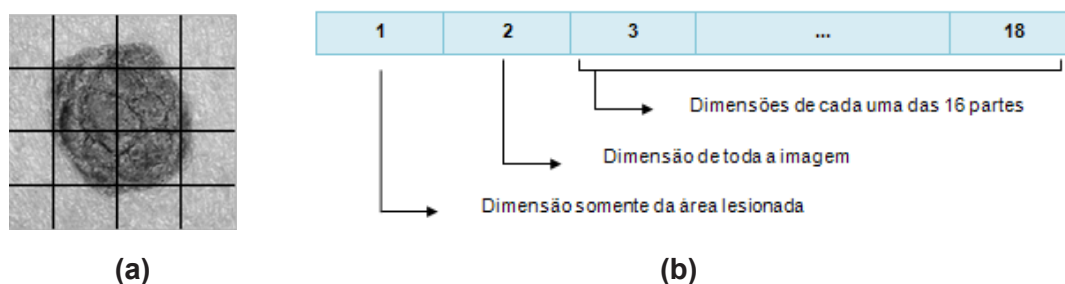 1 2 3 ... 18
Dimensões de cada uma das 16 partes
Dimensão de toda a imagem
Dimensão somente da área lesionada
(a) (b)